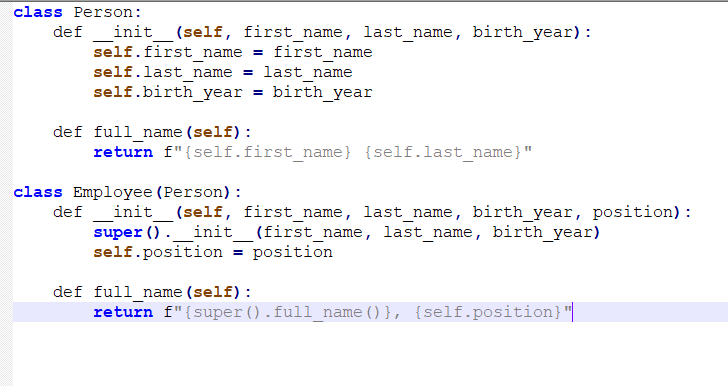 class Person:
    def __init__(self, first_name, last_name, birth_year):
        self.first_name = first_name
        self.last_name = last_name
        self.birth_year = birth_year

    def full_name(self):
        return f"{self.first_name} {self.last_name}"

class Employee(Person):
    def __init__(self, first_name, last_name, birth_year, position):
        super().__init__(first_name, last_name, birth_year)
        self.position = position

    def full_name(self):
        return f"{super().full_name()}, {self.position}"